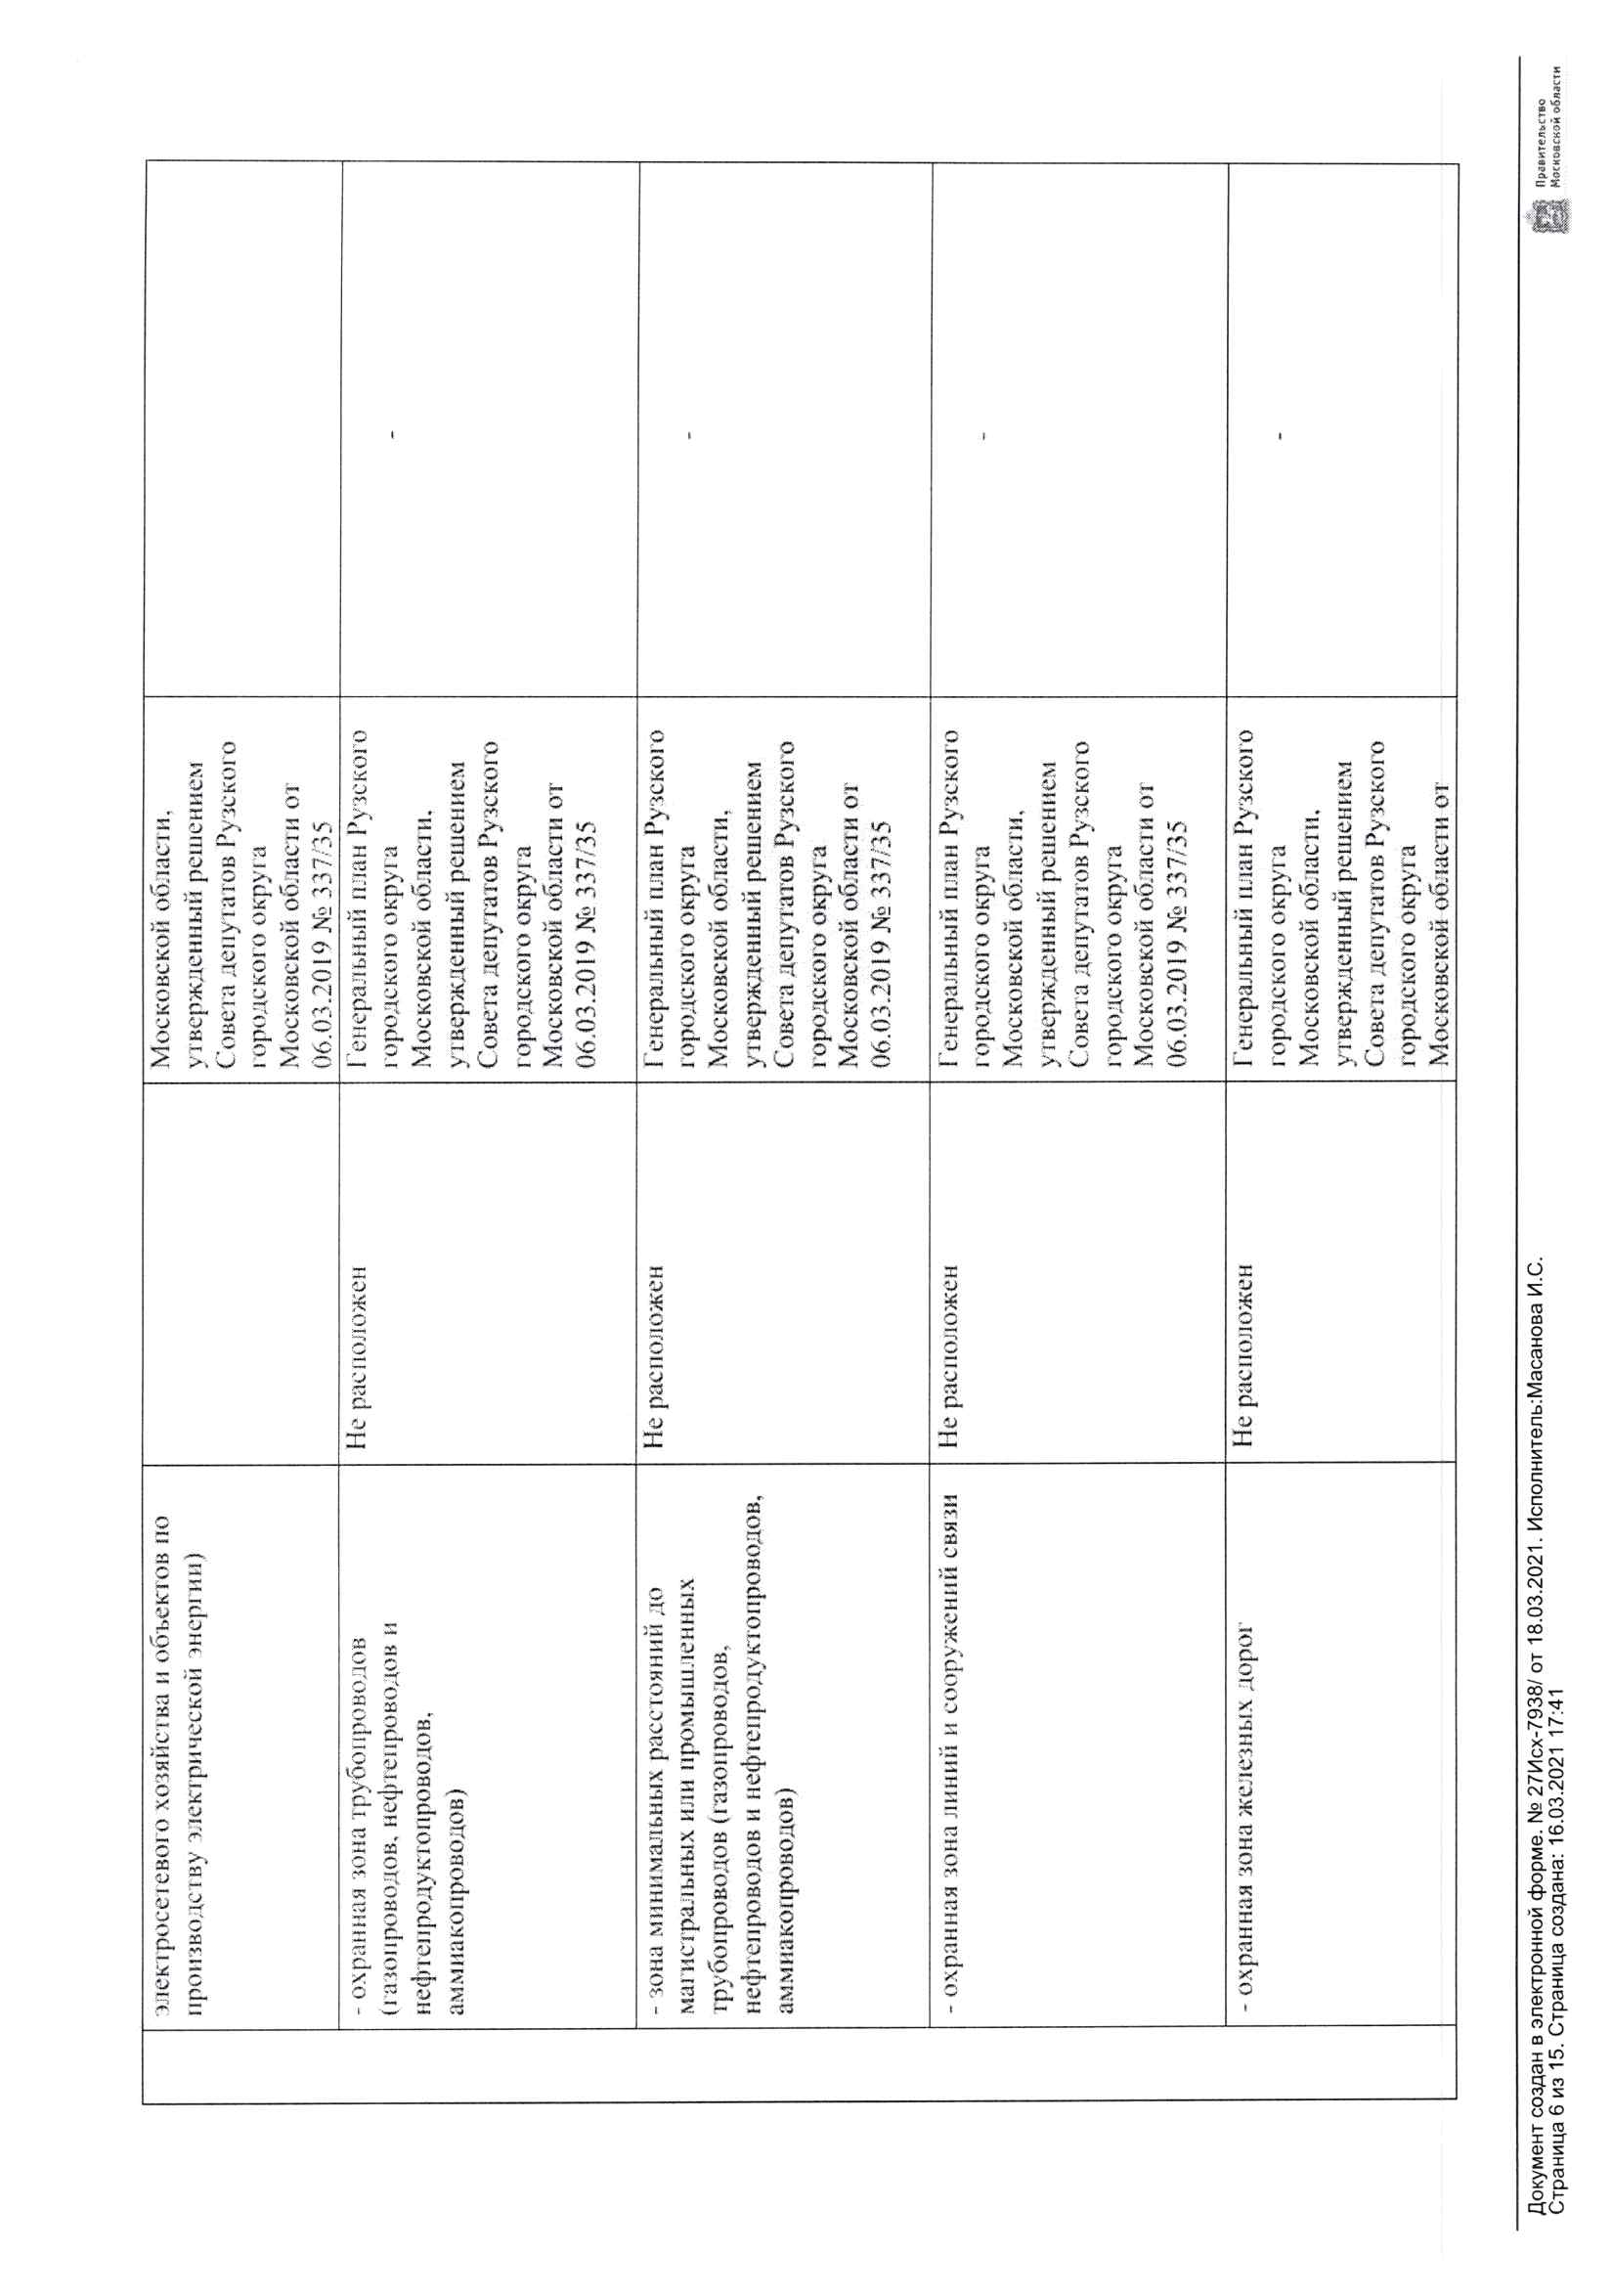 электросетевого хозяйства и объектов по
производству электрической энергии)
Московской области,
утвержденный решением
Совета депутатов Рузского
городского округа
Московской области от
06.03.2019 № 337/35
- охранная зона трубопроводов
(газопроводов, нефтепроводов и
нефтепродуктопроводов,
аммиакопроводов)
Не расположен
Генеральный план Рузского
городского округа
Московской области,
утвержденный решением
Совета депутатов Рузского
городского округа
Московской области от
06.03.2019 № 337/35
-
- зона минимальных расстояний до
магистральных или промышленных
трубопроводов (газопроводов,
нефтепроводов и нефтепродуктопроводов,
аммиакопроводов)
Не расположен
Генеральный план Рузского
городского округа
Московской области,
утвержденный решением
Совета депутатов Рузского
городского округа
Московской области от
06.03.2019 № 337/35
-
- охранная зона линий и сооружений связи
Не расположен
Генеральный план Рузского
городского округа
Московской области,
утвержденный решением
Совета депутатов Рузского
городского округа
Московской области от
06.03.2019 № 337/35
-
- охранная зона железных дорог
Не расположен
Генеральный план Рузского
городского округа
Московской области,
утвержденный решением
Совета депутатов Рузского
городского округа
Московской области от
-
Документ создан в электронной форме. № 27Исх-7938/ от 18.03.2021. Исполнитель:Масанова И.С.
Страница 6 из 15. Страница создана: 16.03.2021 17:41
Правительство
Московской области